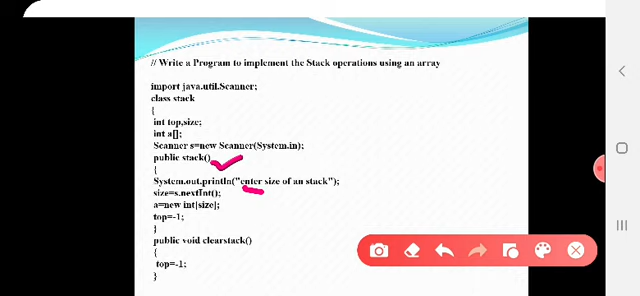 // Write a Program to implement the Stack operations using an array
import java.util.Scanner;
class stack
{
int top,size;
int a[];
Scanner s=new Scanner(System.in);
public stack()
{
System.out.println("enter size of an stack");
size=s.nextInt();
a=new int[size];
top=-1;
}
public void clearstack()
{
top=-1;
}